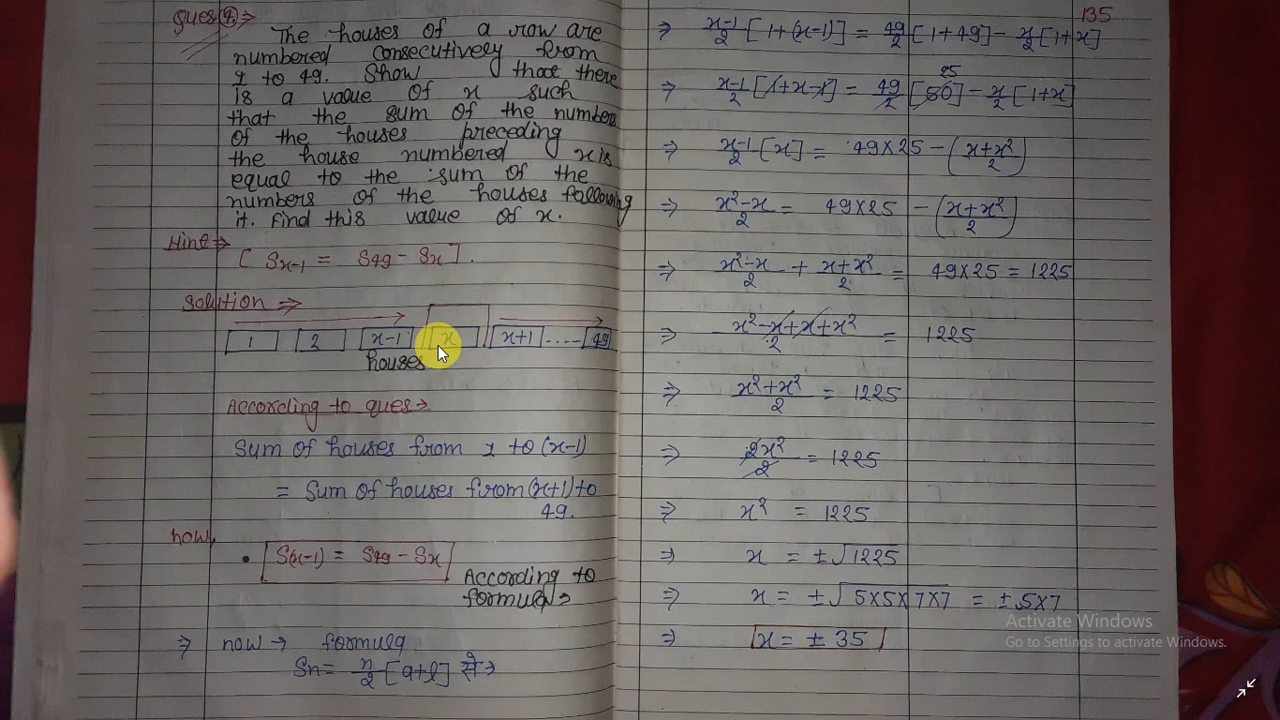 Ques ④ ⇒
The houses of a row are
numbered consecutively from
1 to 49. Show that there
is a value of x such
that the sum of the numbers
of the houses preceding
the house numbered x is
equal to the sum of the
numbers of the houses following
it. Find this value of x.
Hint ⇒
[ Sx-1 = S49 - Sx ].
Solution ⇒
1 2 x-1 x x+1 ..... 49
houses
According to ques →
Sum of houses from 1 to (x-1)
= Sum of houses from (x+1) to
49.
now,
• S(x-1) = S49 - Sx
According to
formula →
⇒ now → formula
Sn = n/2 [a+l] से →
135
⇒ x-1/2 [1+(x-1)] = 49/2 [1+49] - x/2 [1+x]
25
⇒ x-1/2 [1+x-1] = 49/2 [50] - x/2 [1+x]
⇒ x-1/2 [x] = 49×25 - (x+x²/2)
⇒ x²-x/2 = 49×25 - (x+x²/2)
⇒ x²-x/2 + x+x²/2 = 49×25 = 1225
⇒ x²-x+x+x²/2 = 1225
⇒ x²+x²/2 = 1225
⇒ 2x²/2 = 1225
⇒ x² = 1225
⇒ x = ±√1225
⇒ x = ±√5×5×7×7 = ±5×7
⇒ x = ± 35
Activate Windows
Go to Settings to activate Windows.